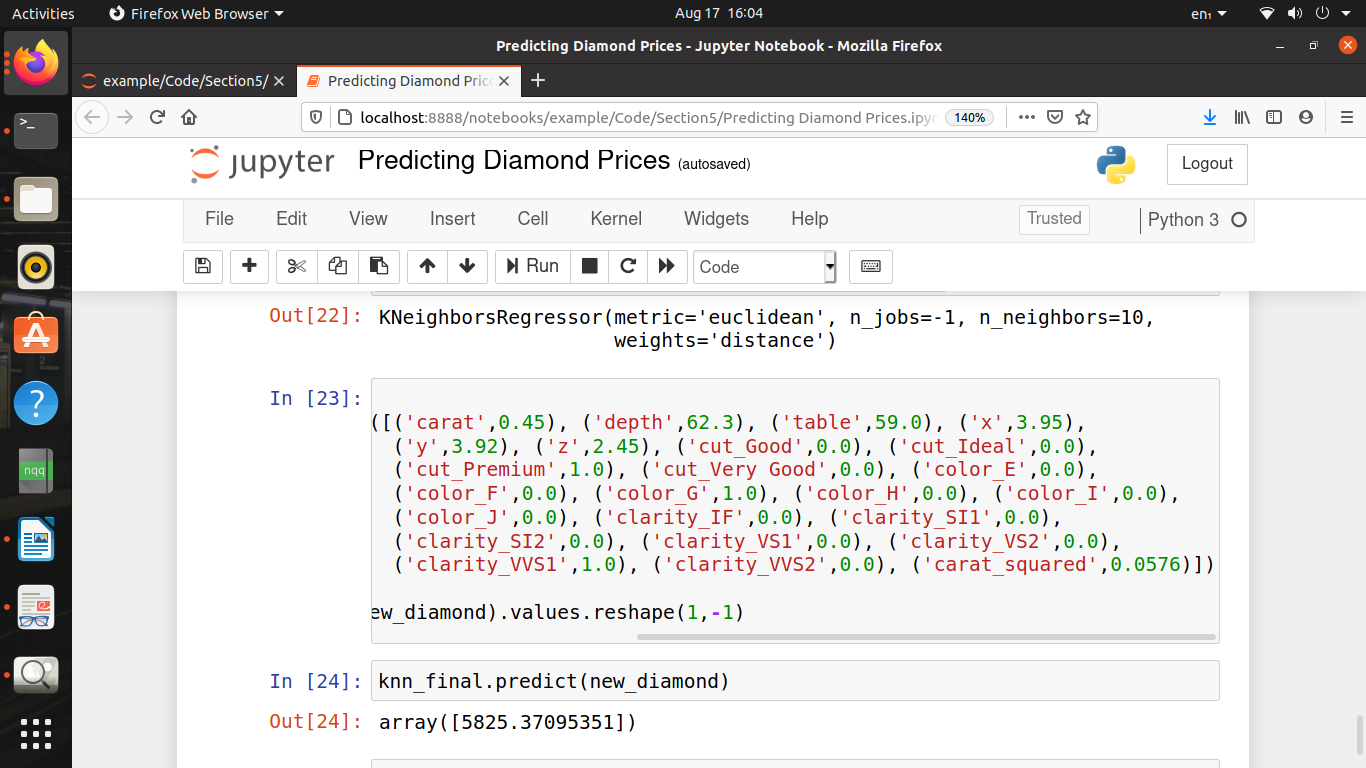 Activities
Firefox Web Browser
Aug 17 16:04
en₁
Predicting Diamond Prices - Jupyter Notebook - Mozilla Firefox
example/Code/Section5/
Predicting Diamond Pric
localhost:8888/notebooks/example/Code/Section5/Predicting Diamond Prices.ipyn
140%
jupyter
Predicting Diamond Prices (autosaved)
Logout
File Edit View Insert Cell Kernel Widgets Help
Trusted
Python 3
Run
Code
Out[22]: KNeighborsRegressor(metric='euclidean', n_jobs=-1, n_neighbors=10,
weights='distance')
In [23]:
([('carat',0.45), ('depth',62.3), ('table',59.0), ('x',3.95),
('y',3.92), ('z',2.45), ('cut_Good',0.0), ('cut_Ideal',0.0),
('cut_Premium',1.0), ('cut_Very Good',0.0), ('color_E',0.0),
('color_F',0.0), ('color_G',1.0), ('color_H',0.0), ('color_I',0.0),
('color_J',0.0), ('clarity_IF',0.0), ('clarity_SI1',0.0),
('clarity_SI2',0.0), ('clarity_VS1',0.0), ('clarity_VS2',0.0),
('clarity_VVS1',1.0), ('clarity_VVS2',0.0), ('carat_squared',0.0576)])
ew_diamond).values.reshape(1,-1)
In [24]: knn_final.predict(new_diamond)
Out[24]: array([5825.37095351])
nqq